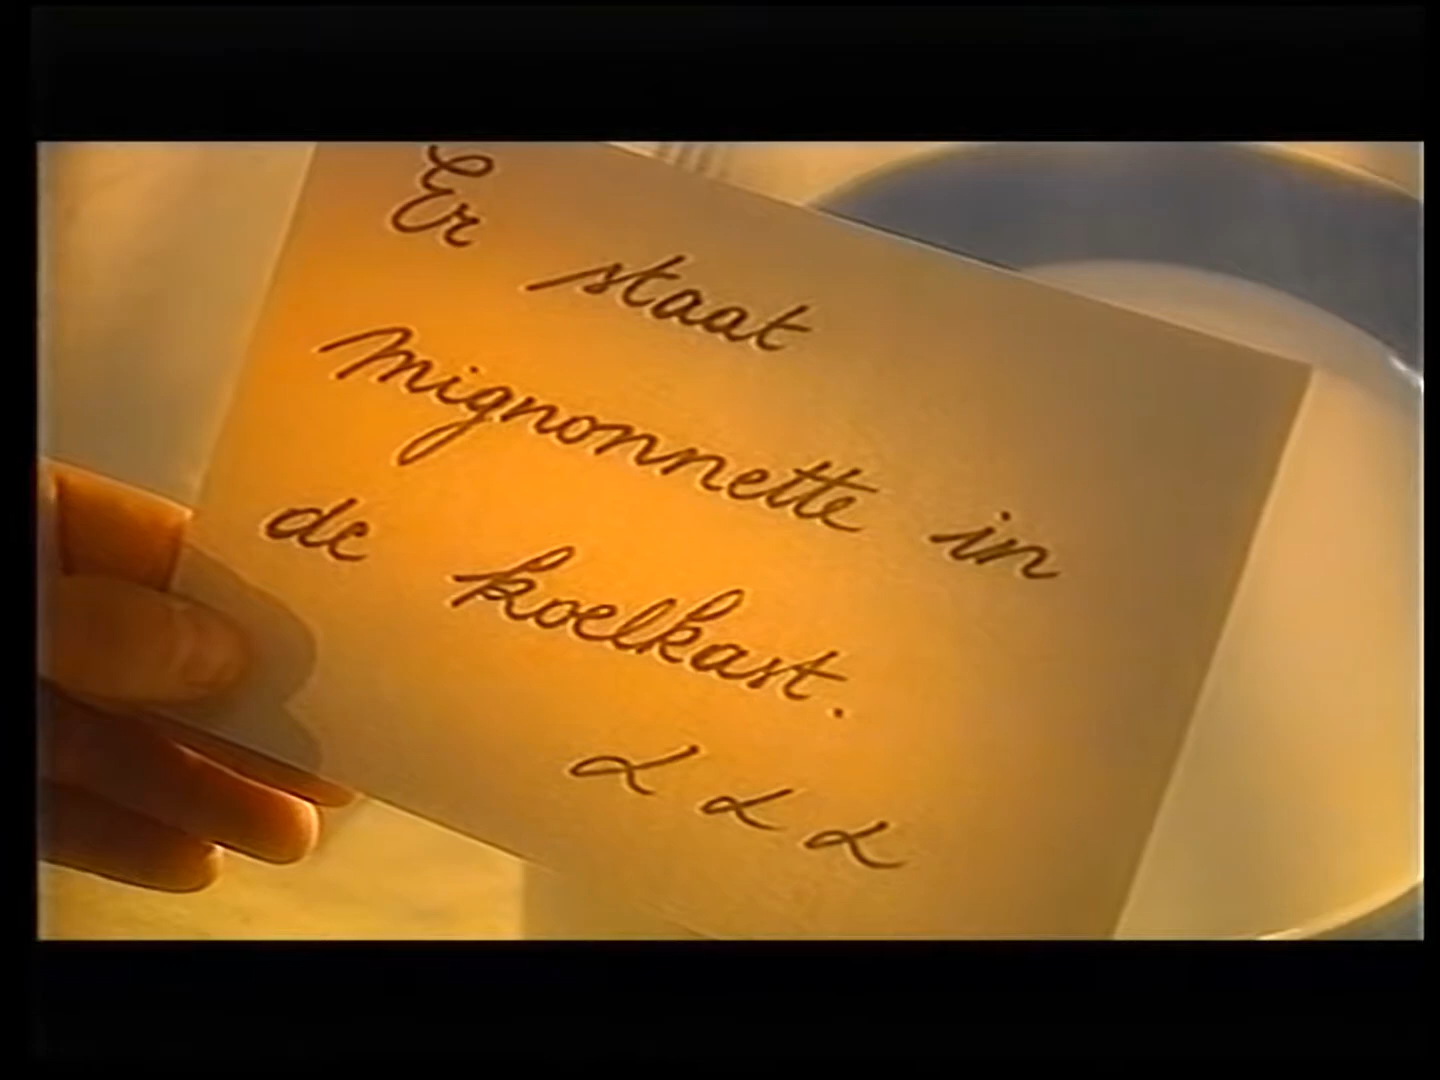 Er staat
mignonnette in
de koelkast.
x x x